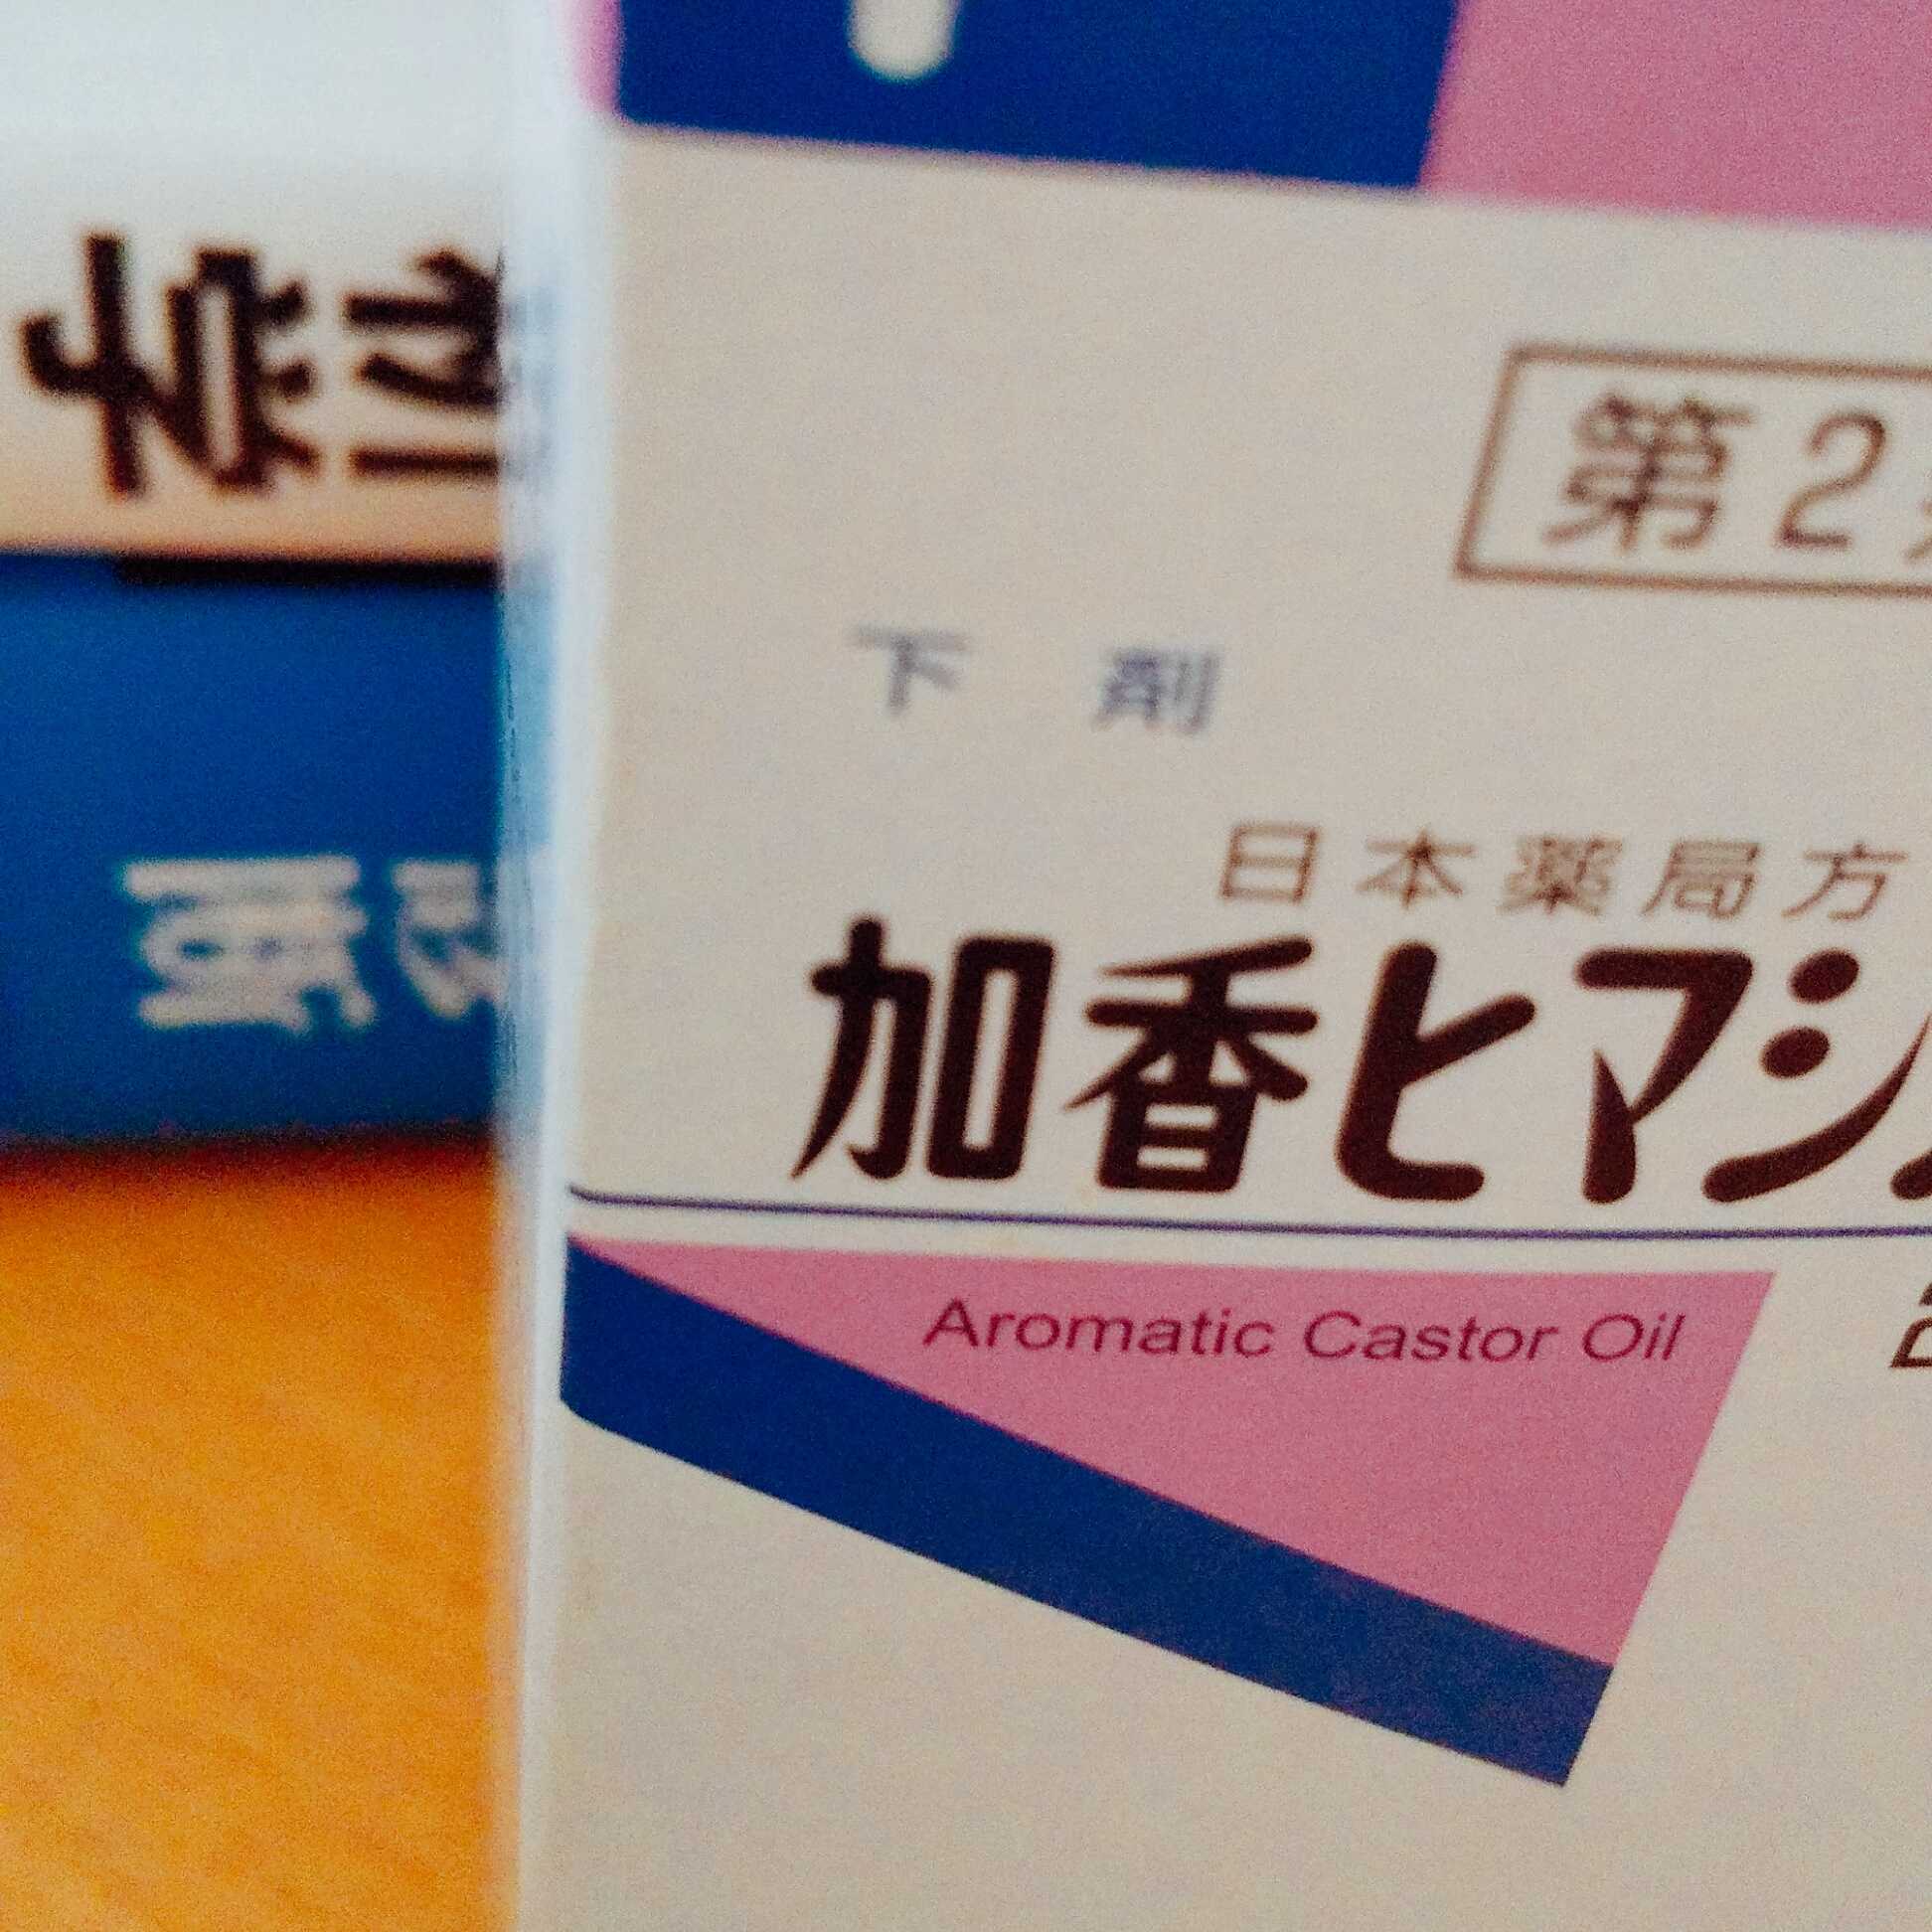 第2
下剤
日本薬局方
加香ヒマシ
Aromatic Castor Oil